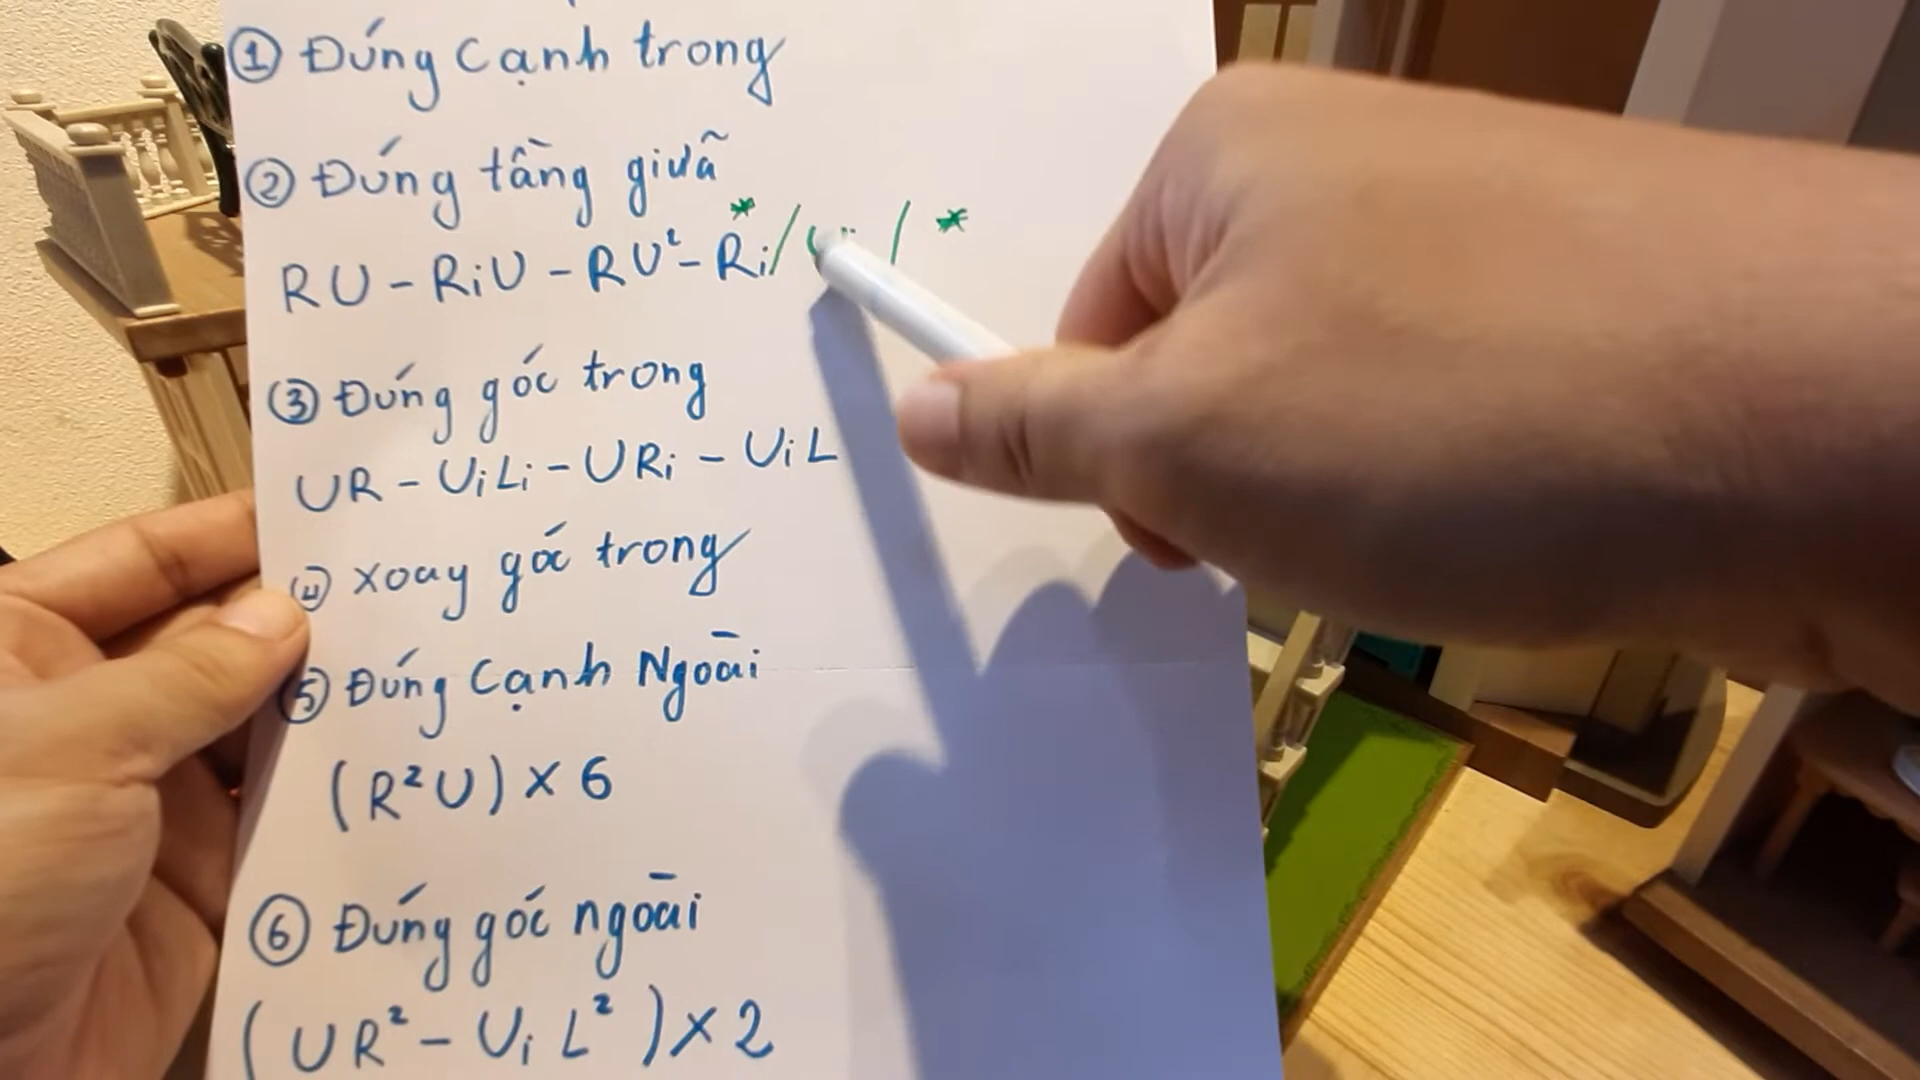 ① Đúng cạnh trong
② Đúng tầng giữa
*
*
RU - RiU - RU² - Ri / /
③ Đúng góc trong
UR - UiLi - URi - UiL
④ xoay góc trong
⑤ Đúng cạnh Ngoài
(R²U) x 6
⑥ Đúng góc ngoài
(UR² - Ui L²) x 2